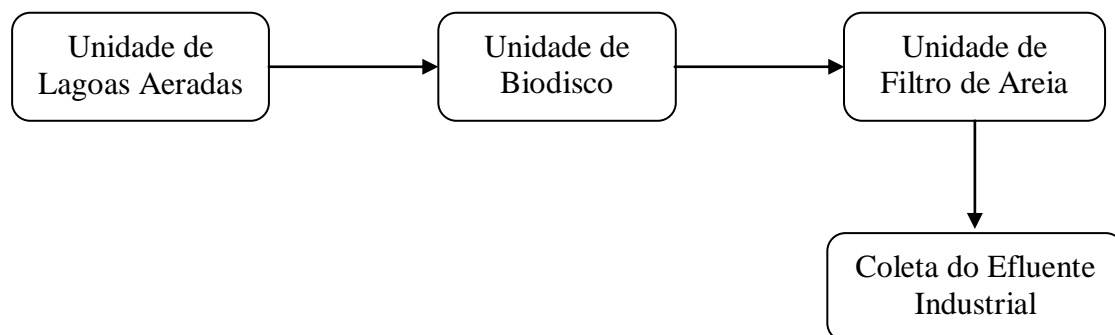 Unidade de
Lagoas Aeradas
Unidade de
Biodisco
Unidade de
Filtro de Areia
Coleta do Efluente
Industrial